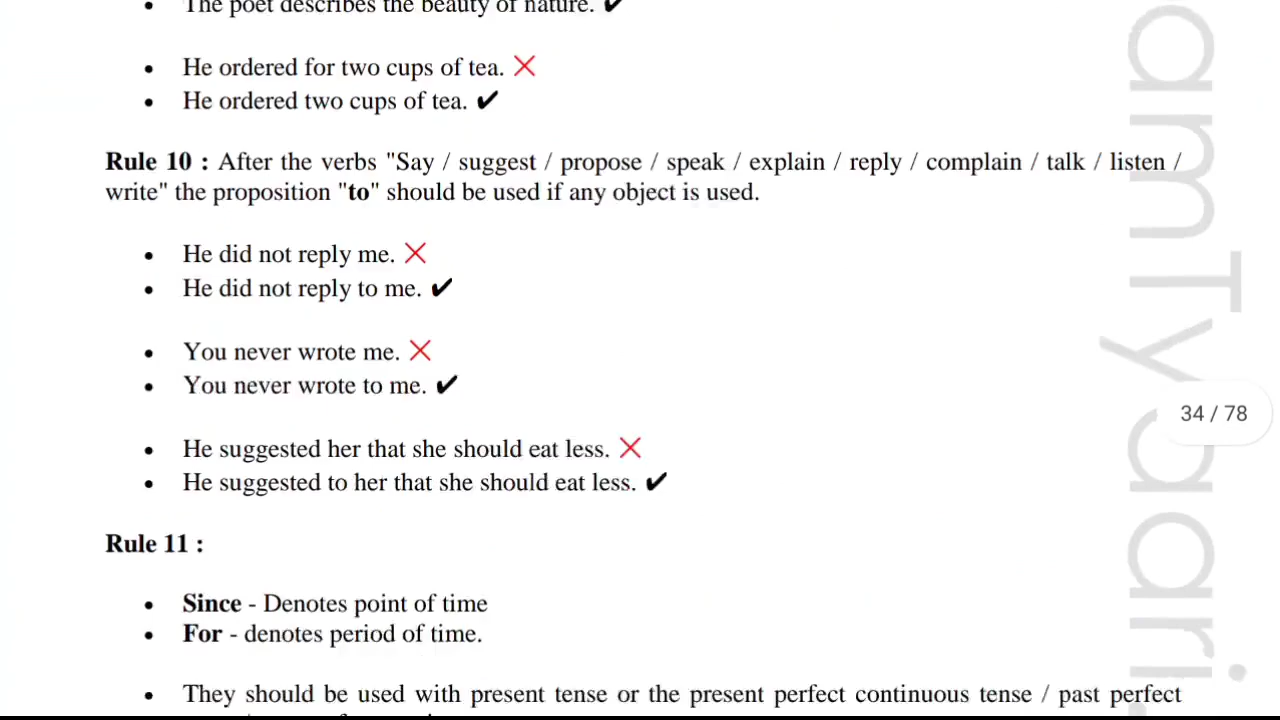 • The poet describes the beauty of nature. ✔
• He ordered for two cups of tea. ❌
• He ordered two cups of tea. ✔
Rule 10 : After the verbs "Say / suggest / propose / speak / explain / reply / complain / talk / listen /
write" the proposition "to" should be used if any object is used.
• He did not reply me. ❌
• He did not reply to me. ✔
• You never wrote me. ❌
• You never wrote to me. ✔
• He suggested her that she should eat less. ❌
• He suggested to her that she should eat less. ✔
Rule 11 :
• Since - Denotes point of time
• For - denotes period of time.
• They should be used with present tense or the present perfect continuous tense / past perfect
34 / 78
amTyaari.